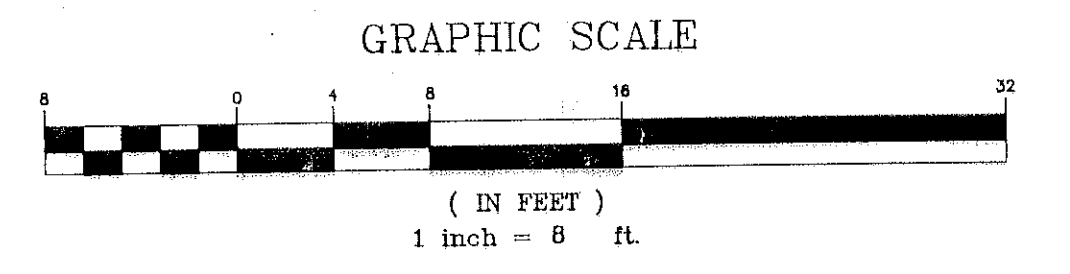 GRAPHIC SCALE
8 0 4 8 16 32
( IN FEET )
1 inch = 8 ft.